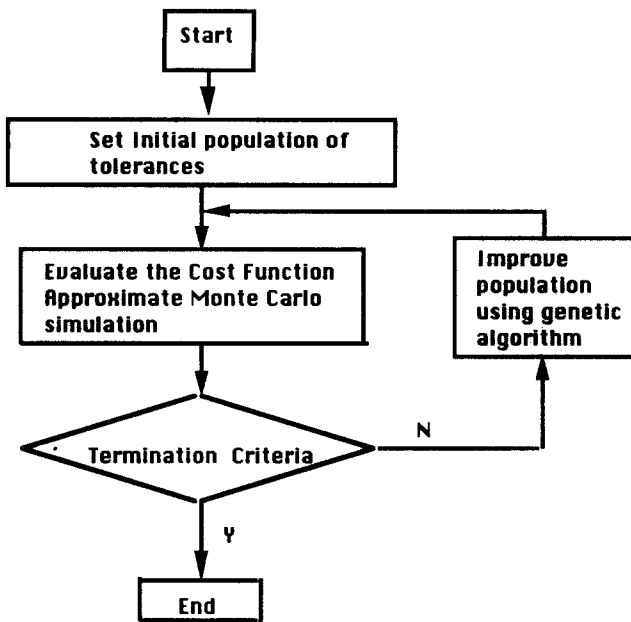 Start
Set Initial population of
tolerances
Evaluate the Cost Function
Approximate Monte Carlo
simulation
Improve
population
using genetic
algorithm
N
Termination Criteria
Y
End